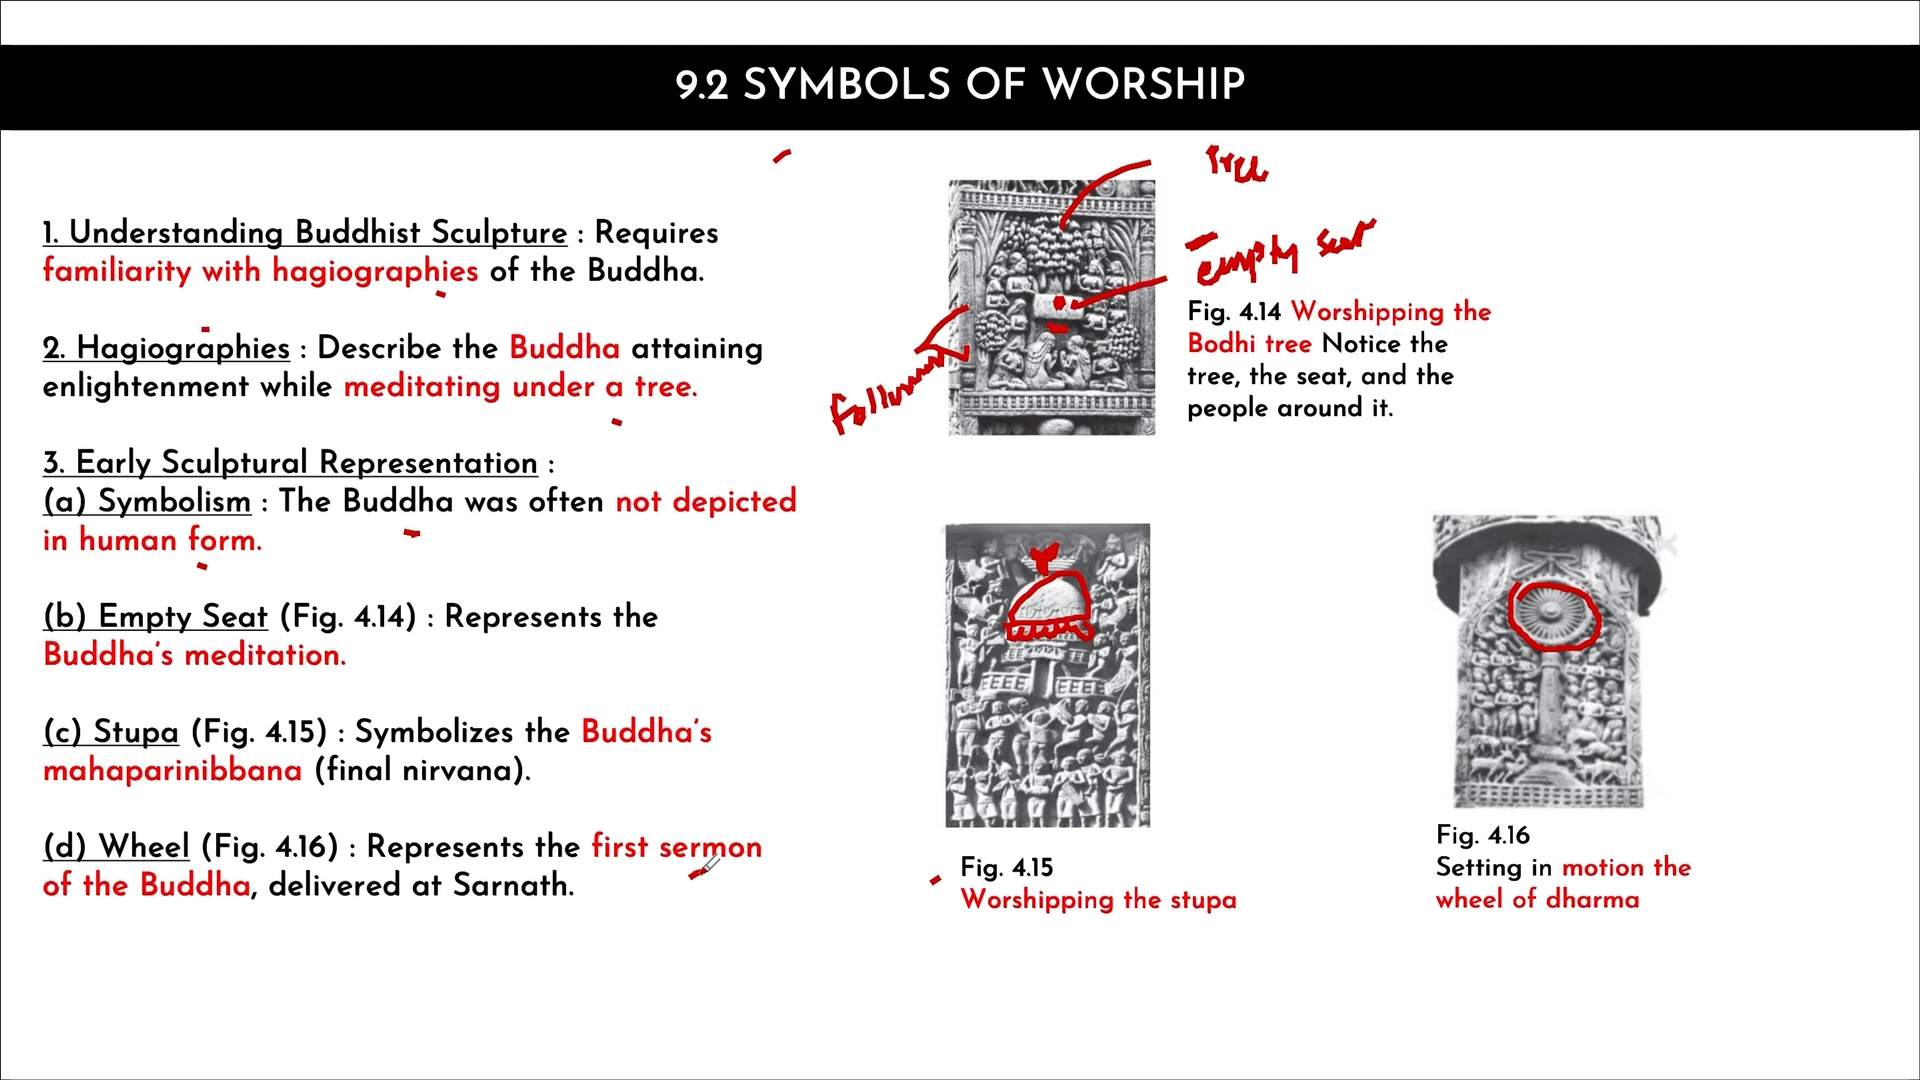 9.2 SYMBOLS OF WORSHIP
1. Understanding Buddhist Sculpture : Requires
familiarity with hagiographies of the Buddha.
2. Hagiographies : Describe the Buddha attaining
enlightenment while meditating under a tree.
3. Early Sculptural Representation :
(a) Symbolism : The Buddha was often not depicted
in human form.
(b) Empty Seat (Fig. 4.14) : Represents the
Buddha's meditation.
(c) Stupa (Fig. 4.15) : Symbolizes the Buddha's
mahaparinibbana (final nirvana).
(d) Wheel (Fig. 4.16) : Represents the first sermon
of the Buddha, delivered at Sarnath.
Tree
Empty seat
Fig. 4.14 Worshipping the
Bodhi tree Notice the
tree, the seat, and the
people around it.
Fig. 4.15
Worshipping the stupa
Fig. 4.16
Setting in motion the
wheel of dharma